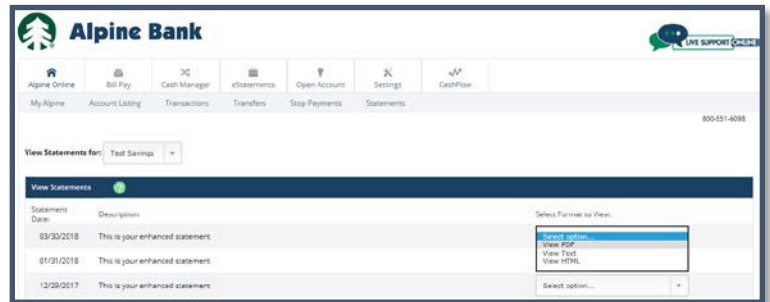 Alpine Bank
LIVE SUPPORT ONLINE
Alpine Online Bill Pay Cash Manager eStatements Open Account Settings CashFlow
My Alpine Account Listing Transactions Transfers Stop Payments Statements
800-551-6098
View Statements for: Test Savings
View Statements ?
Statement Date: Description Select Format to View:
03/30/2018 This is your enhanced statement Select option...
View PDF
View Text
View HTML
01/31/2018 This is your enhanced statement
12/29/2017 This is your enhanced statement Select option...